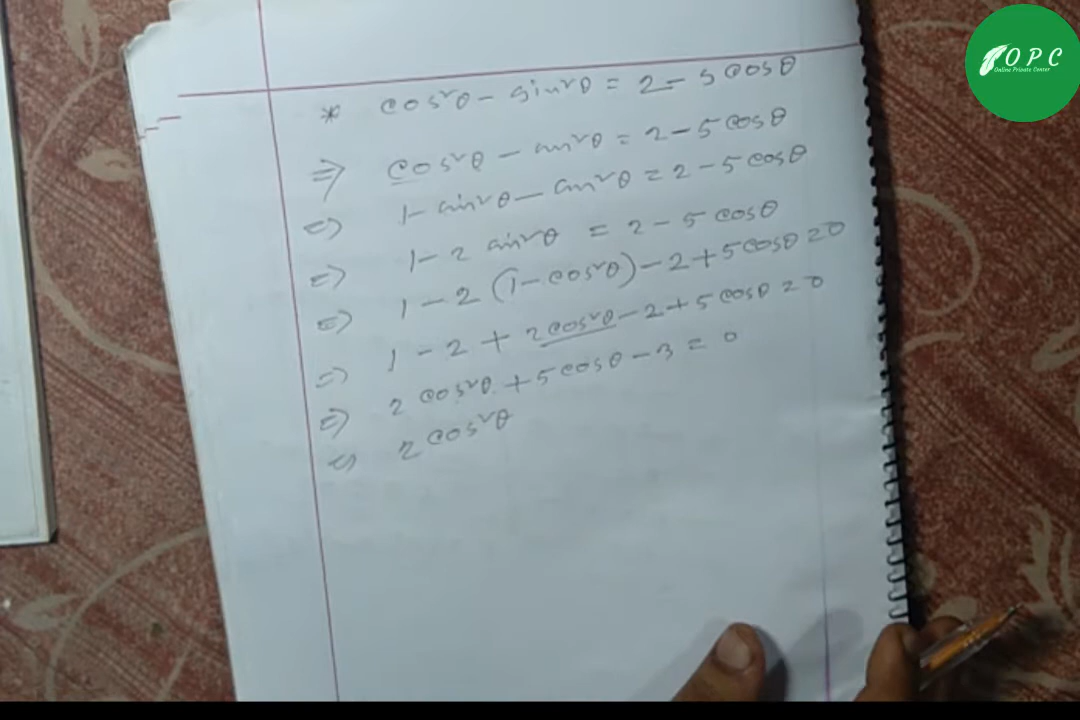 OPC
Online Private Center
* cos²θ - sin²θ = 2 - 5 cosθ
⇒ cos²θ - sin²θ = 2 - 5 cosθ
⇒ 1 - sin²θ - sin²θ = 2 - 5 cosθ
⇒ 1 - 2 sin²θ = 2 - 5 cosθ
⇒ 1 - 2 (1 - cos²θ) - 2 + 5 cosθ = 0
⇒ 1 - 2 + 2 cos²θ - 2 + 5 cosθ = 0
⇒ 2 cos²θ + 5 cosθ - 3 = 0
⇒ 2 cos²θ